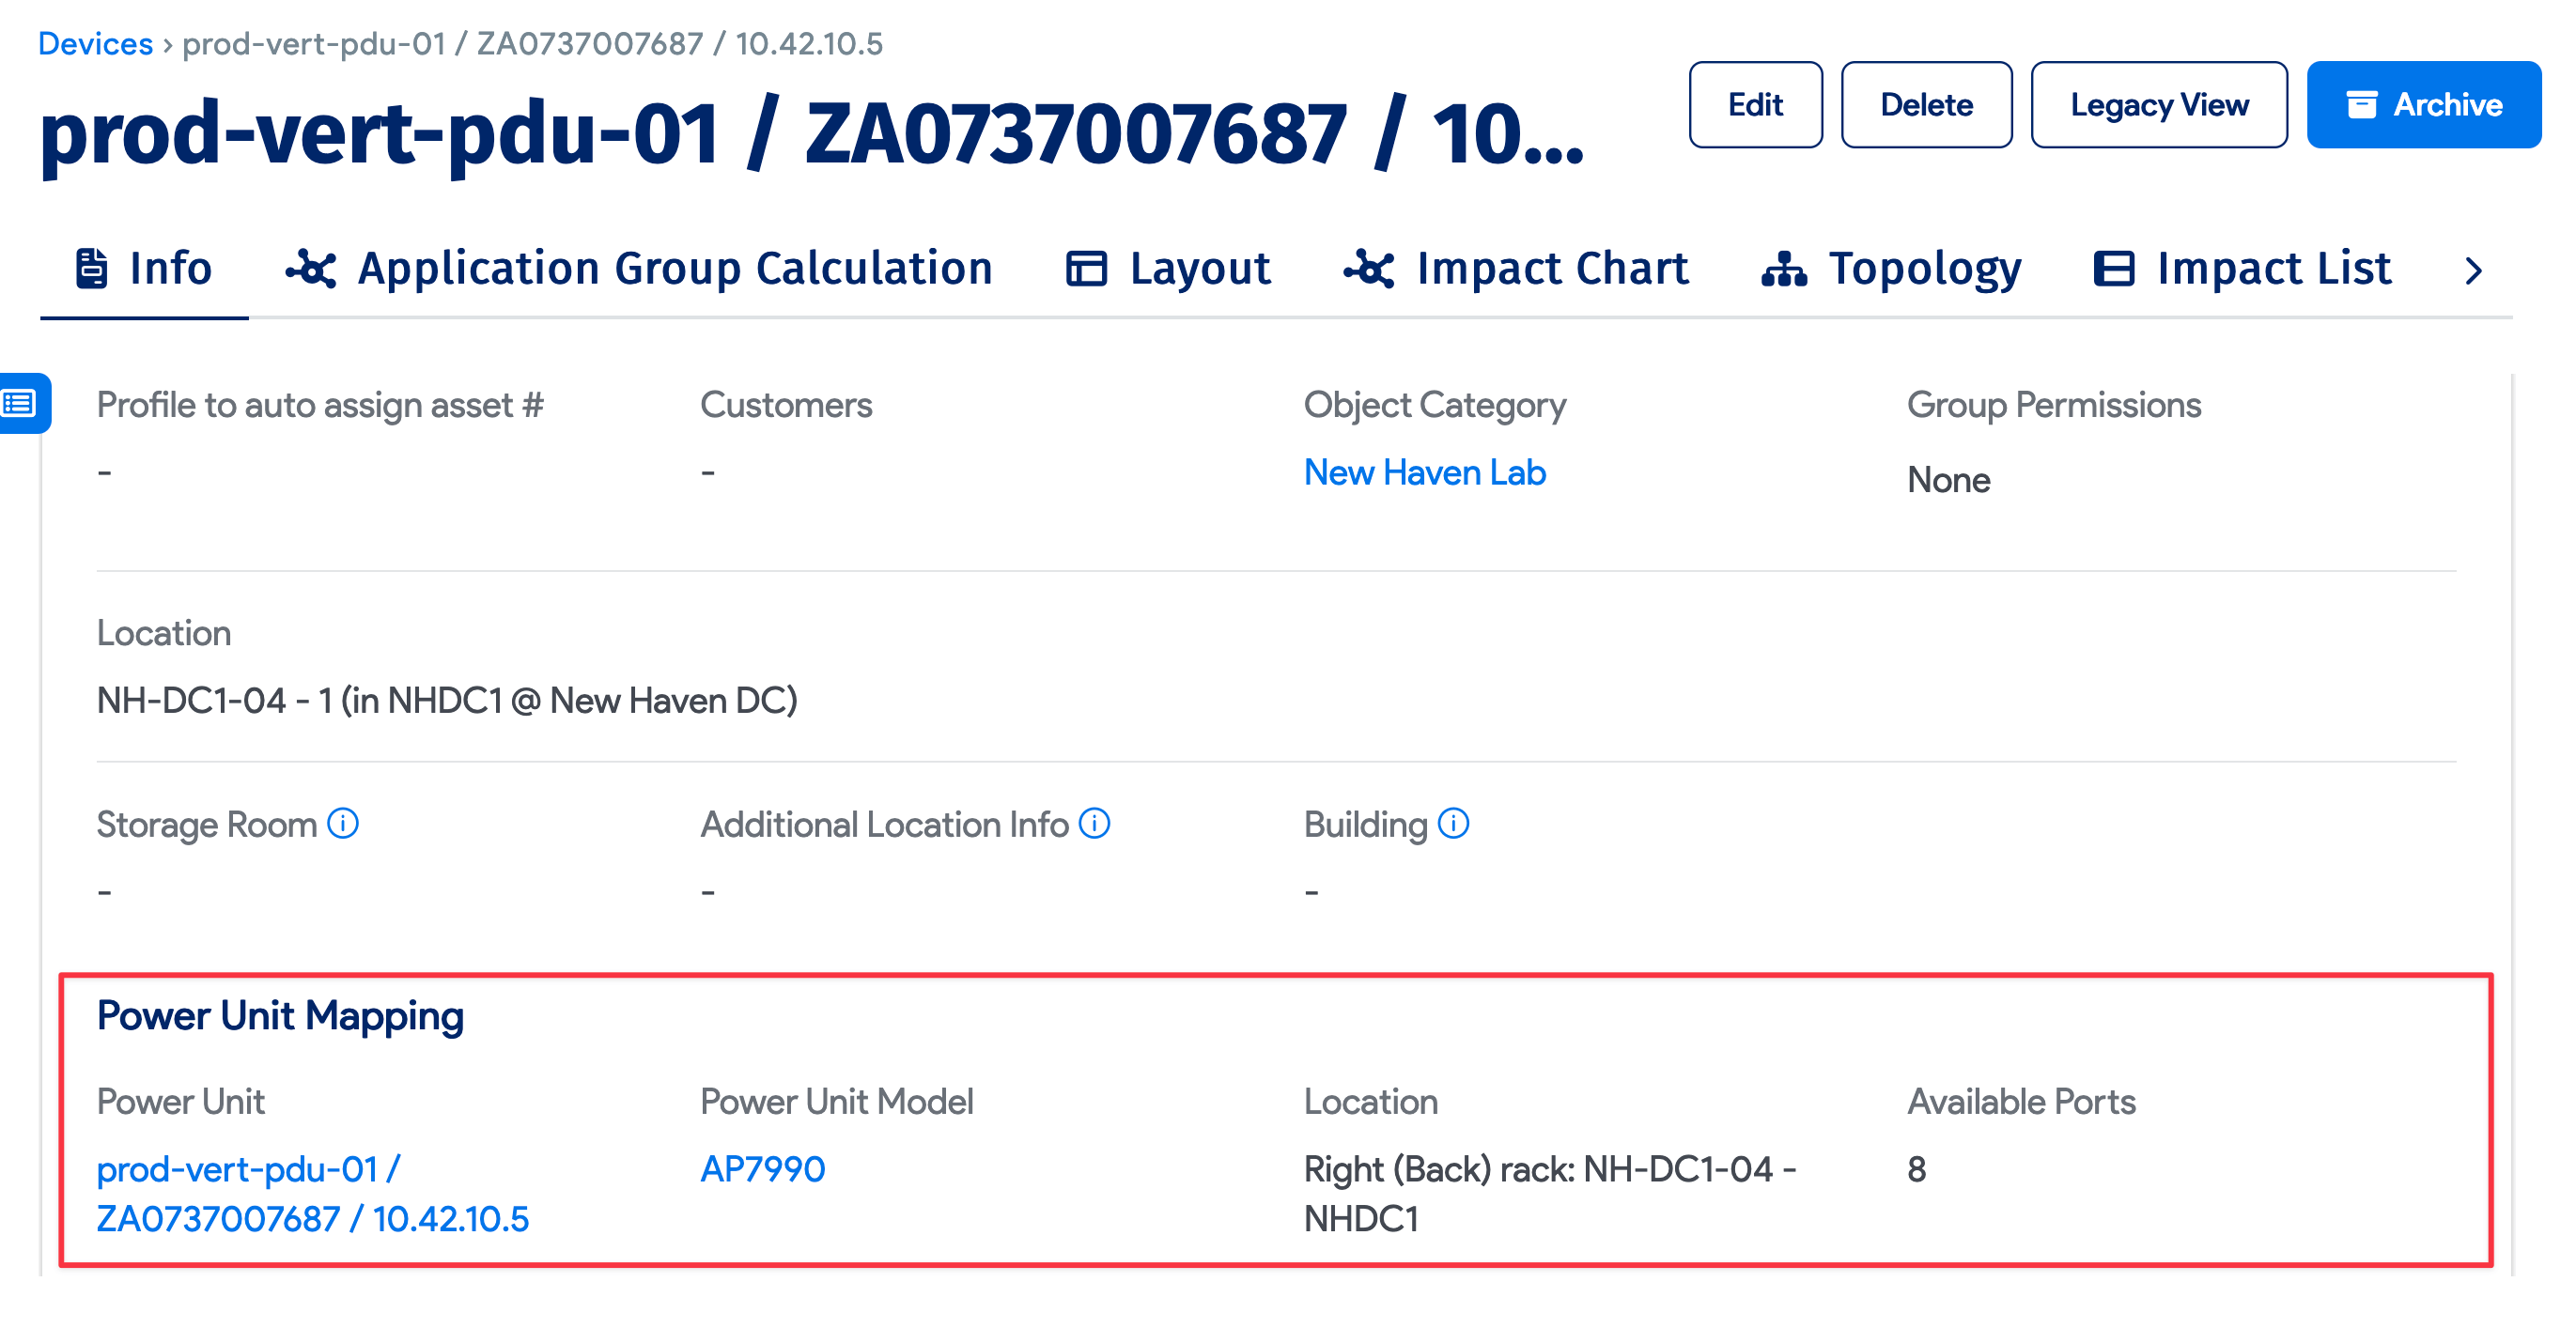 Devices › prod-vert-pdu-01 / ZA0737007687 / 10.42.10.5
prod-vert-pdu-01 / ZA0737007687 / 10...
Edit
Delete
Legacy View
Archive
Info
Application Group Calculation
Layout
Impact Chart
Topology
Impact List
Profile to auto assign asset #
-
Customers
-
Object Category
New Haven Lab
Group Permissions
None
Location
NH-DC1-04 - 1 (in NHDC1 @ New Haven DC)
Storage Room
-
Additional Location Info
-
Building
-
Power Unit Mapping
Power Unit
prod-vert-pdu-01 /
ZA0737007687 / 10.42.10.5
Power Unit Model
AP7990
Location
Right (Back) rack: NH-DC1-04 -
NHDC1
Available Ports
8